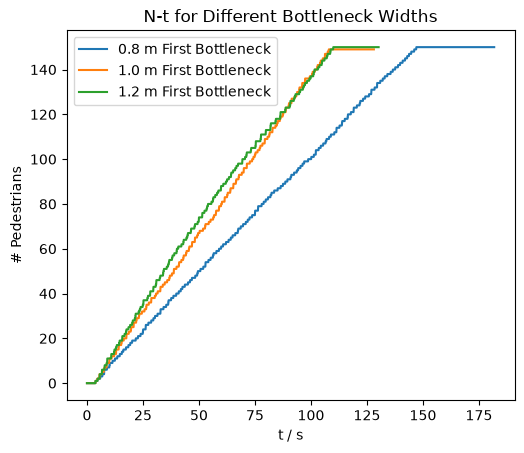 N-t for Different Bottleneck Widths
0.8 m First Bottleneck
1.0 m First Bottleneck
1.2 m First Bottleneck
# Pedestrians
140
120
100
80
60
40
20
0
0 25 50 75 100 125 150 175
t / s